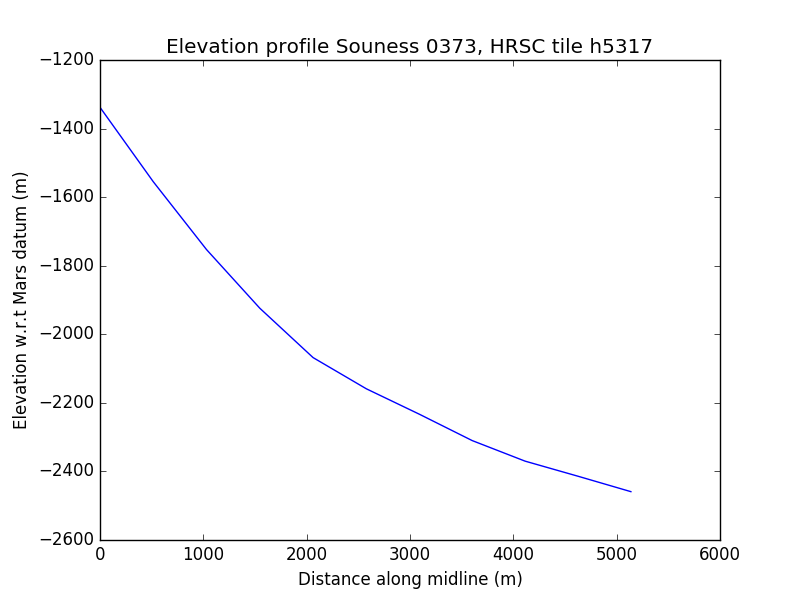 Elevation profile Souness 0373, HRSC tile h5317
−1200
−1400
−1600
−1800
−2000
−2200
−2400
−2600
Elevation w.r.t Mars datum (m)
0 1000 2000 3000 4000 5000 6000
Distance along midline (m)